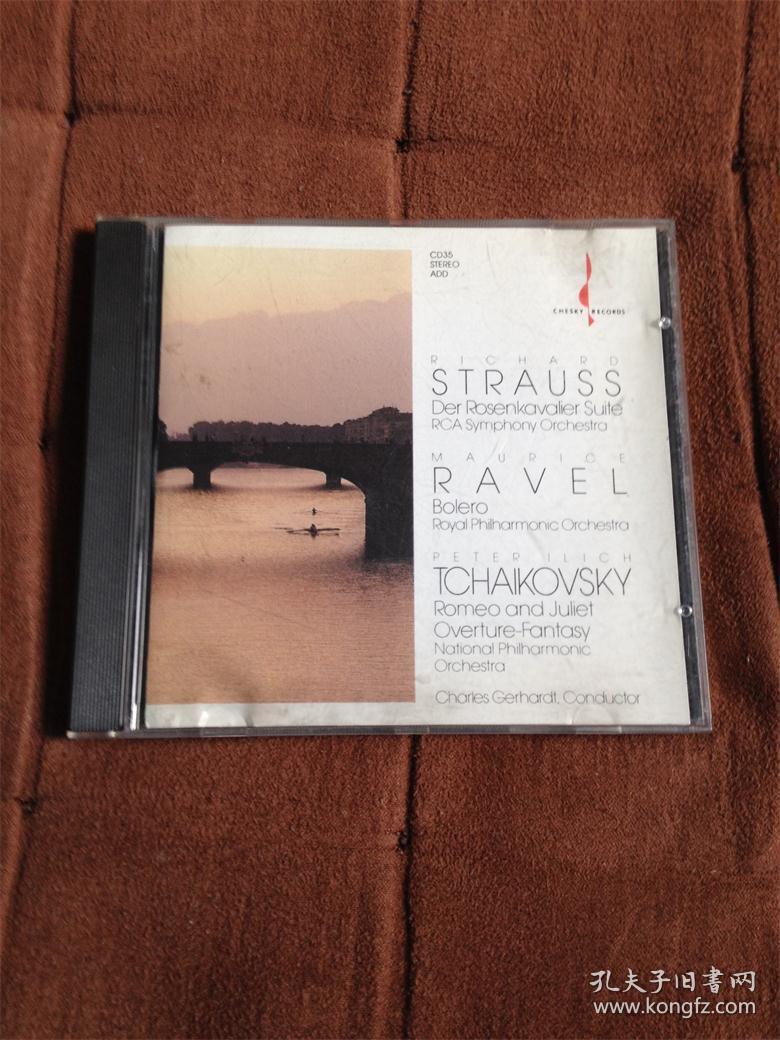 CD35
STEREO
ADD
CHESKY RECORDS
RICHARD
STRAUSS
Der Rosenkavalier Suite
RCA Symphony Orchestra
MAURICE
RAVEL
Bolero
Royal Philharmonic Orchestra
PETER ILICH
TCHAIKOVSKY
Romeo and Juliet
Overture-Fantasy
National Philharmonic
Orchestra
Charles Gerhardt, Conductor
孔夫子旧书网
www.kongfz.com